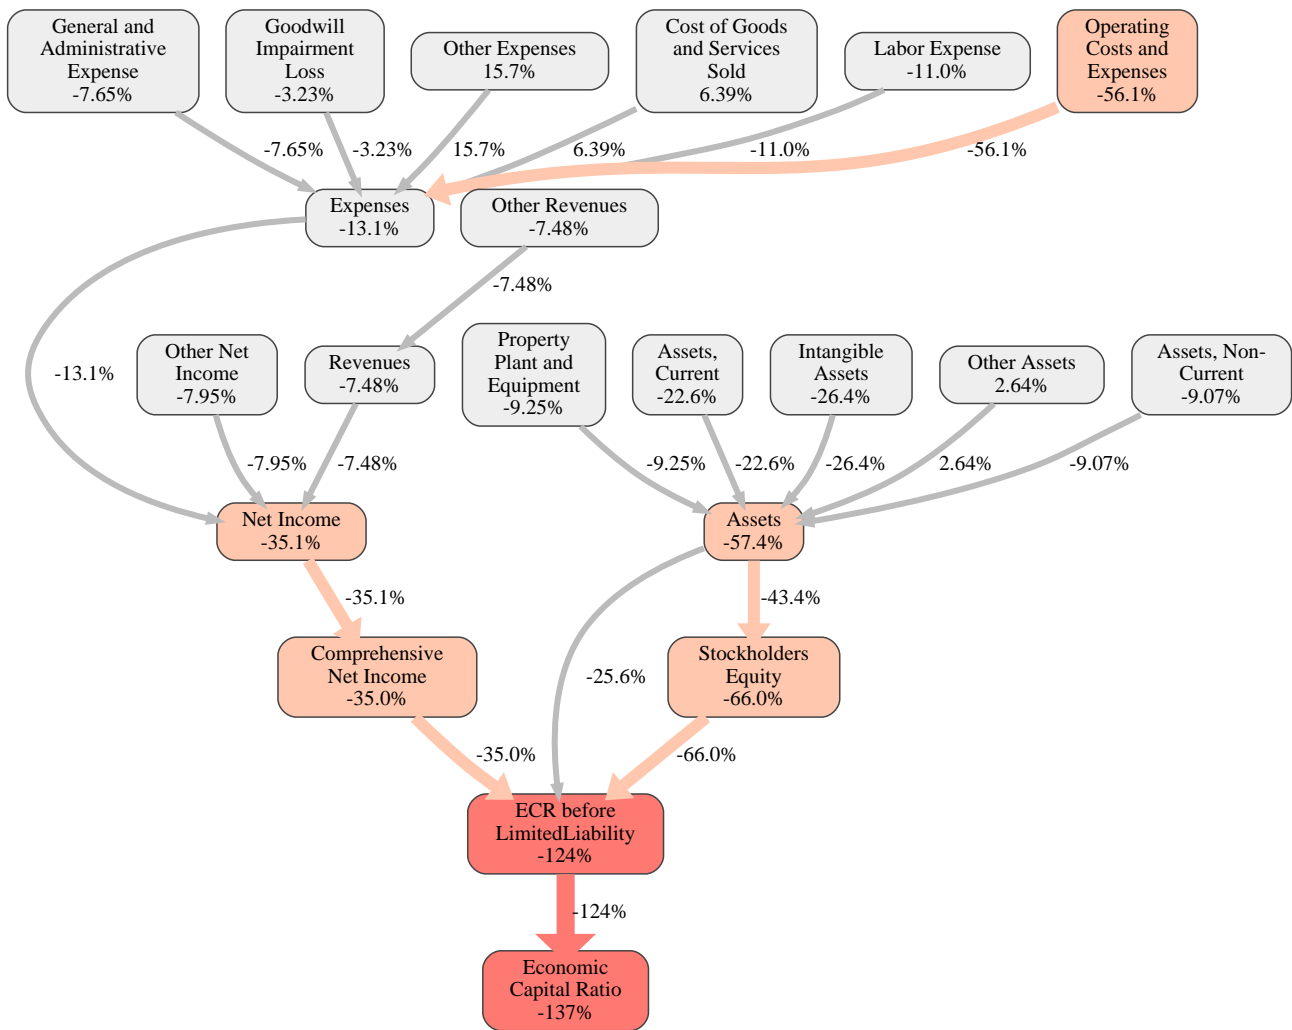 General and
Administrative
Expense
-7.65%
Goodwill
Impairment
Loss
-3.23%
Other Expenses
15.7%
Cost of Goods
and Services
Sold
6.39%
Labor Expense
-11.0%
Operating
Costs and
Expenses
-56.1%
-7.65%
-3.23%
15.7%
6.39%
-11.0%
-56.1%
Expenses
-13.1%
Other Revenues
-7.48%
-7.48%
-13.1%
Other Net
Income
-7.95%
Revenues
-7.48%
Property
Plant and
Equipment
-9.25%
Assets,
Current
-22.6%
Intangible
Assets
-26.4%
Other Assets
2.64%
Assets, Non-
Current
-9.07%
-7.95%
-7.48%
-9.25%
-22.6%
-26.4%
2.64%
-9.07%
Net Income
-35.1%
Assets
-57.4%
-35.1%
-43.4%
Comprehensive
Net Income
-35.0%
-25.6%
Stockholders
Equity
-66.0%
-35.0%
-66.0%
ECR before
LimitedLiability
-124%
-124%
Economic
Capital Ratio
-137%